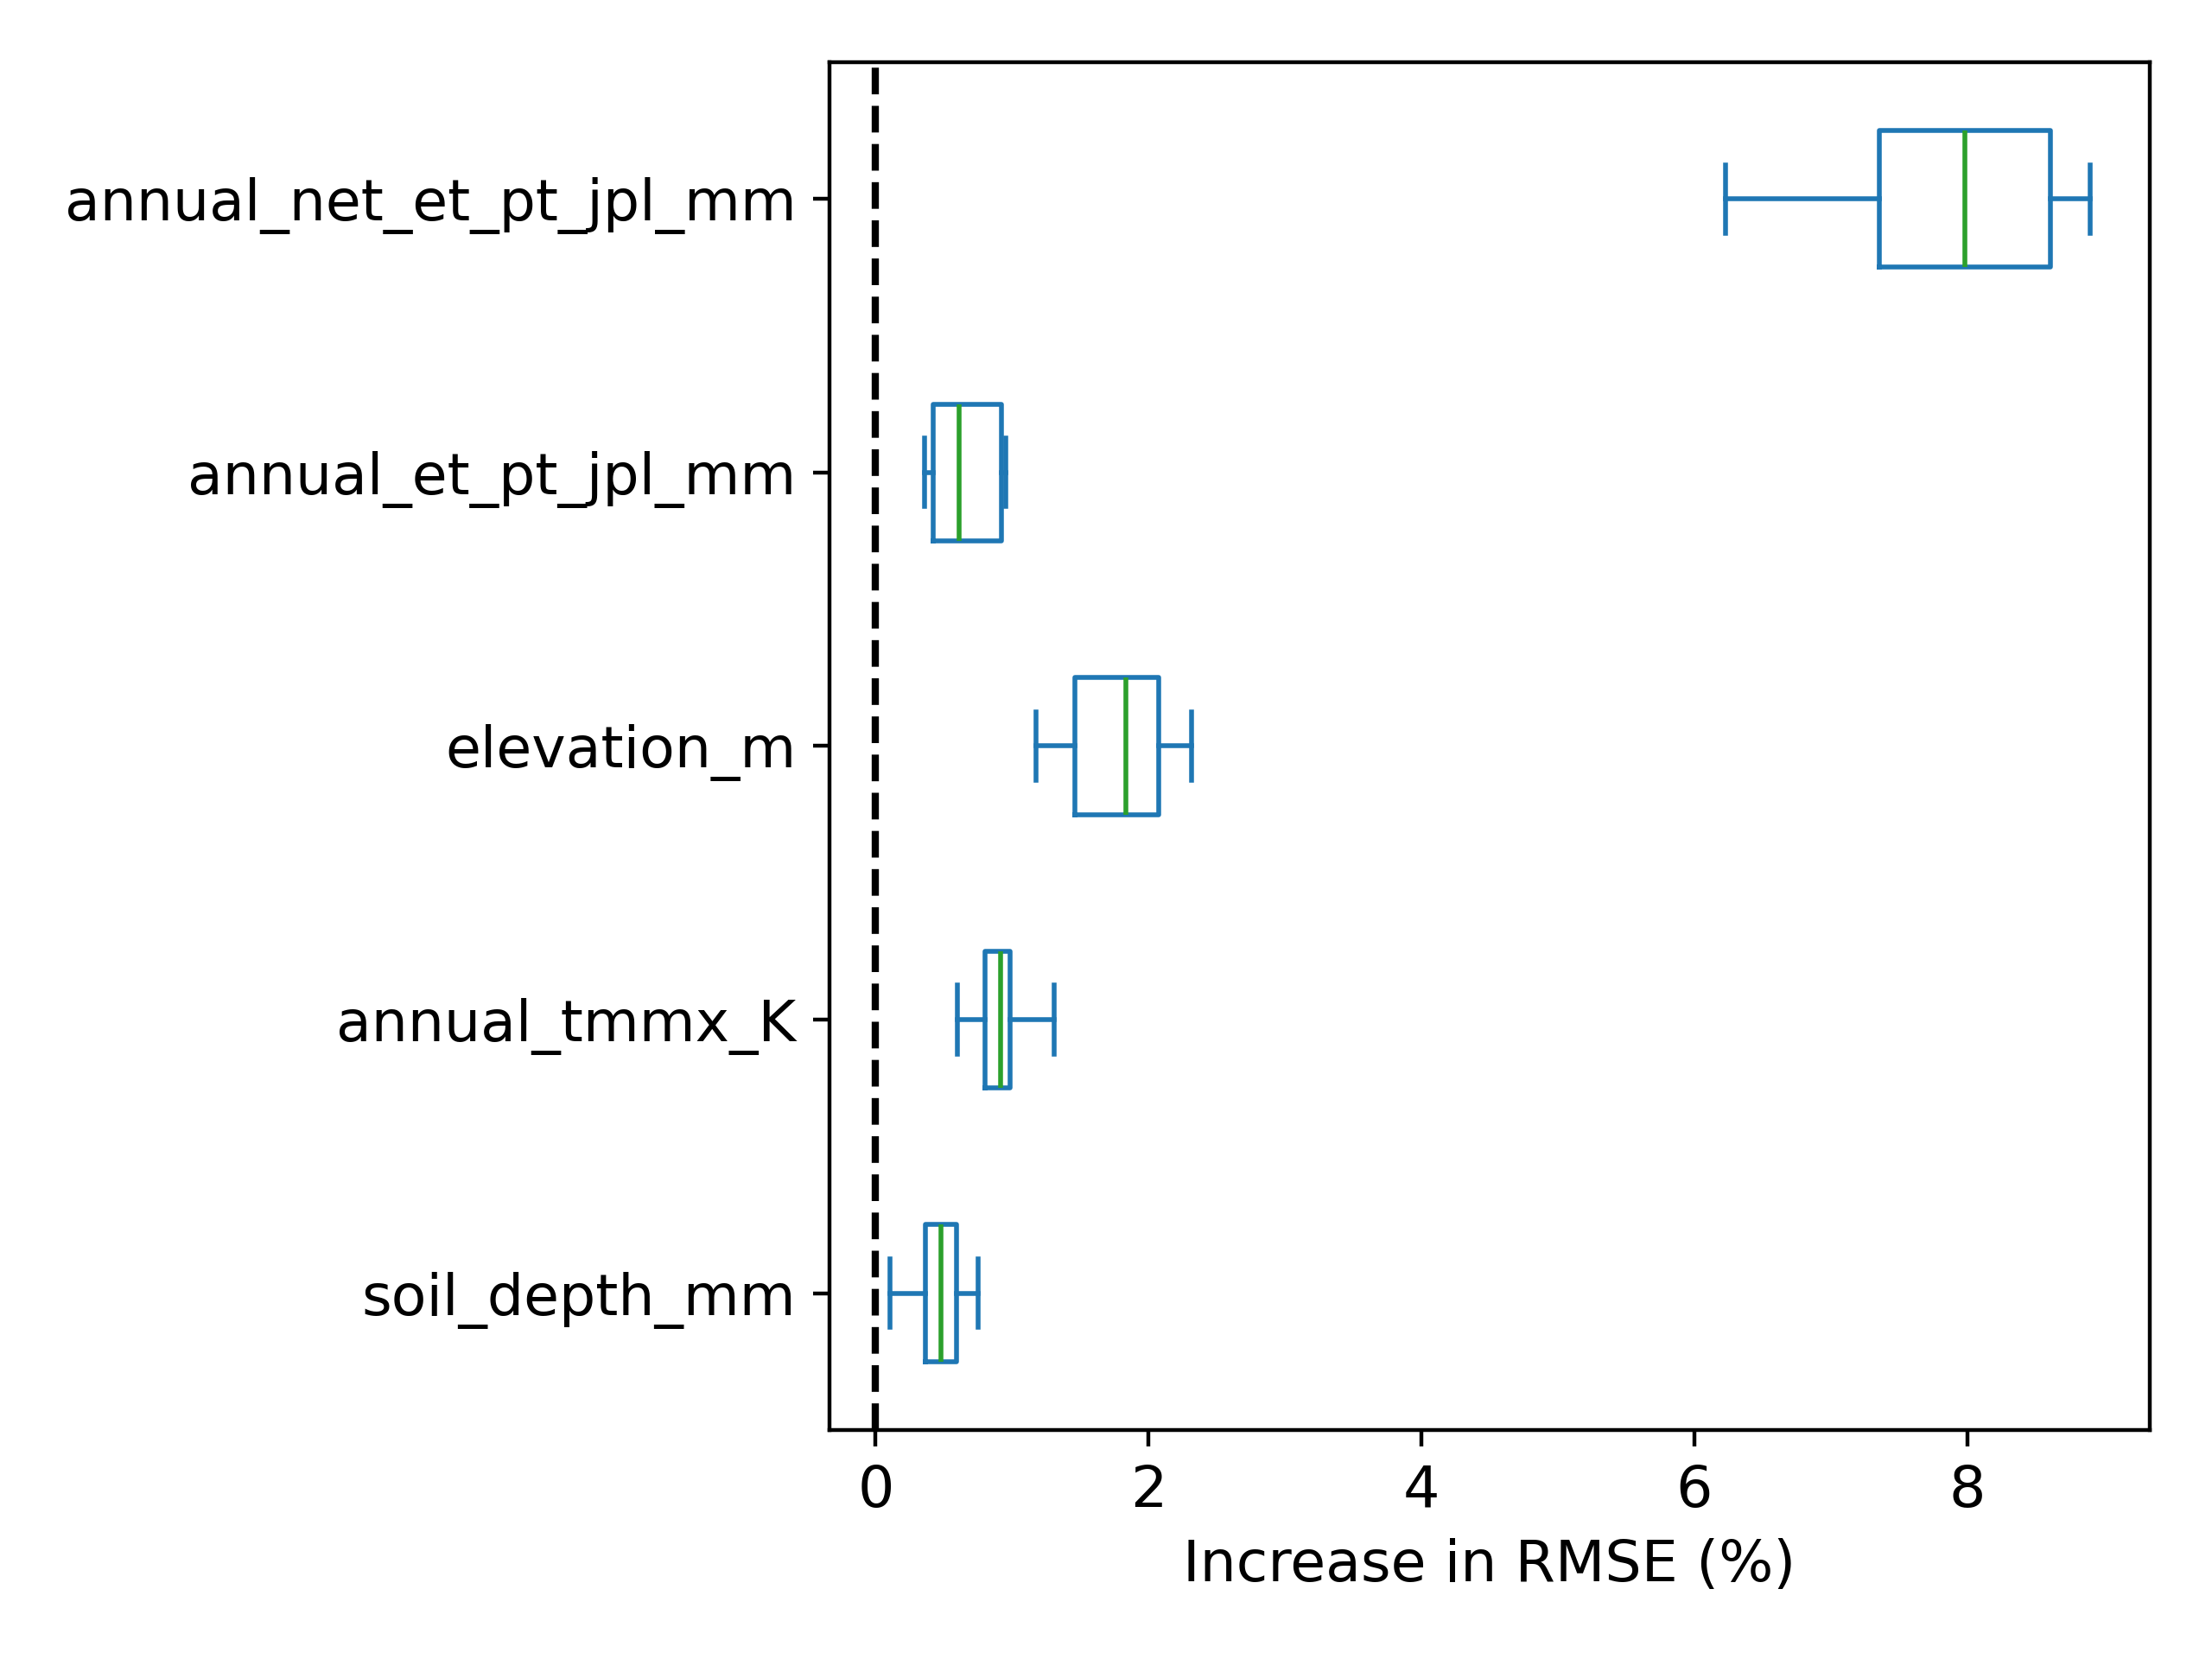 annual_net_et_pt_jpl_mm
annual_et_pt_jpl_mm
elevation_m
annual_tmmx_K
soil_depth_mm
0 2 4 6 8
Increase in RMSE (%)